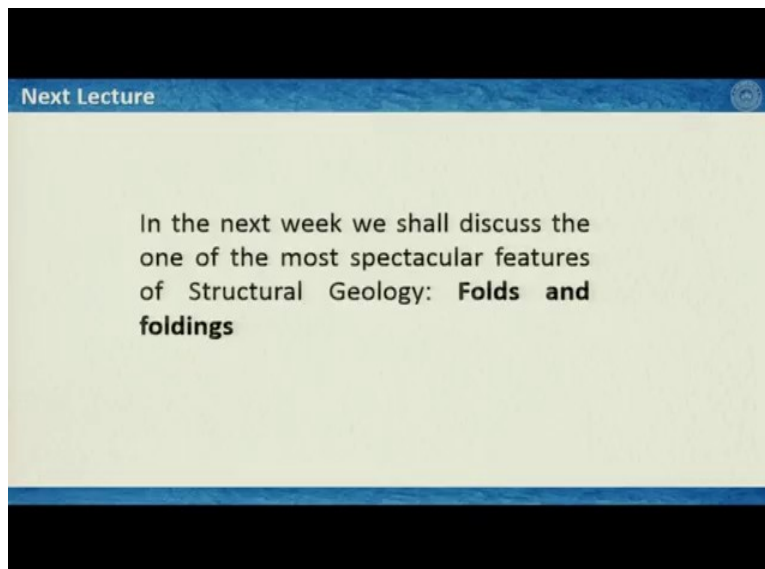 Next Lecture
In the next week we shall discuss the
one of the most spectacular features
of Structural Geology: Folds and
foldings